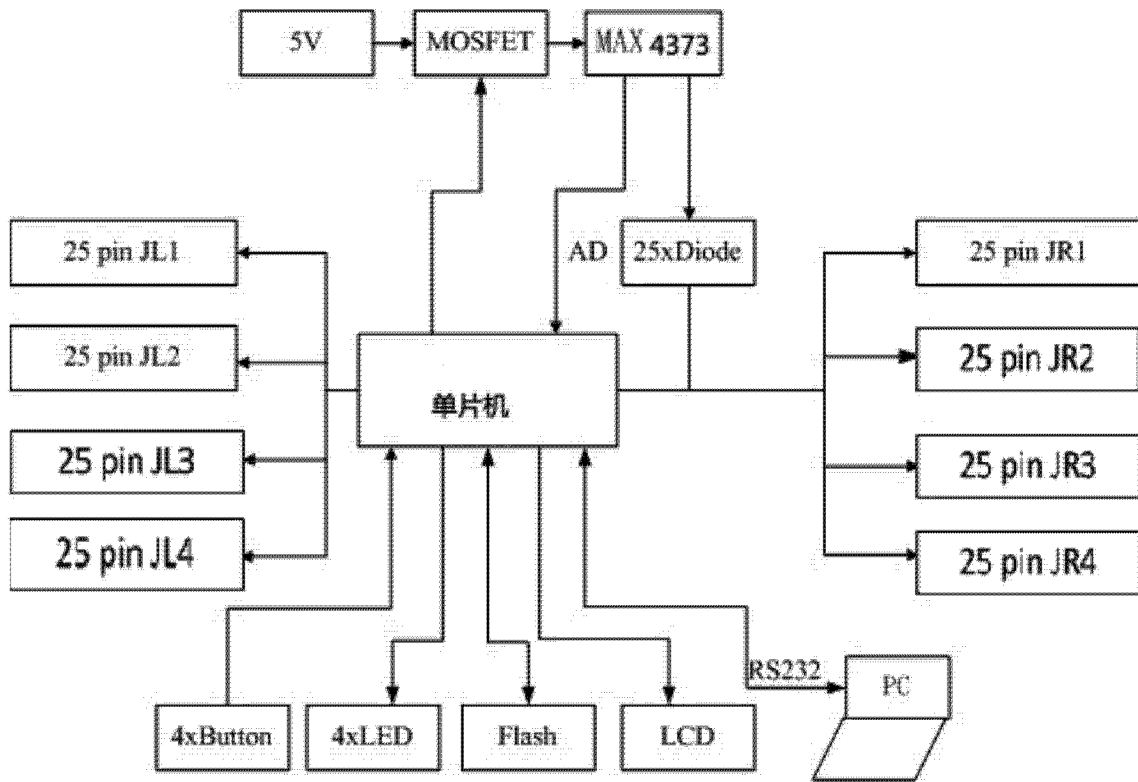 5V
MOSFET
MAX 4373
25 pin JL1
AD
25xDiode
25 pin JR1
25 pin JL2
25 pin JR2
单片机
25 pin JL3
25 pin JR3
25 pin JL4
25 pin JR4
RS232
PC
4xButton
4xLED
Flash
LCD